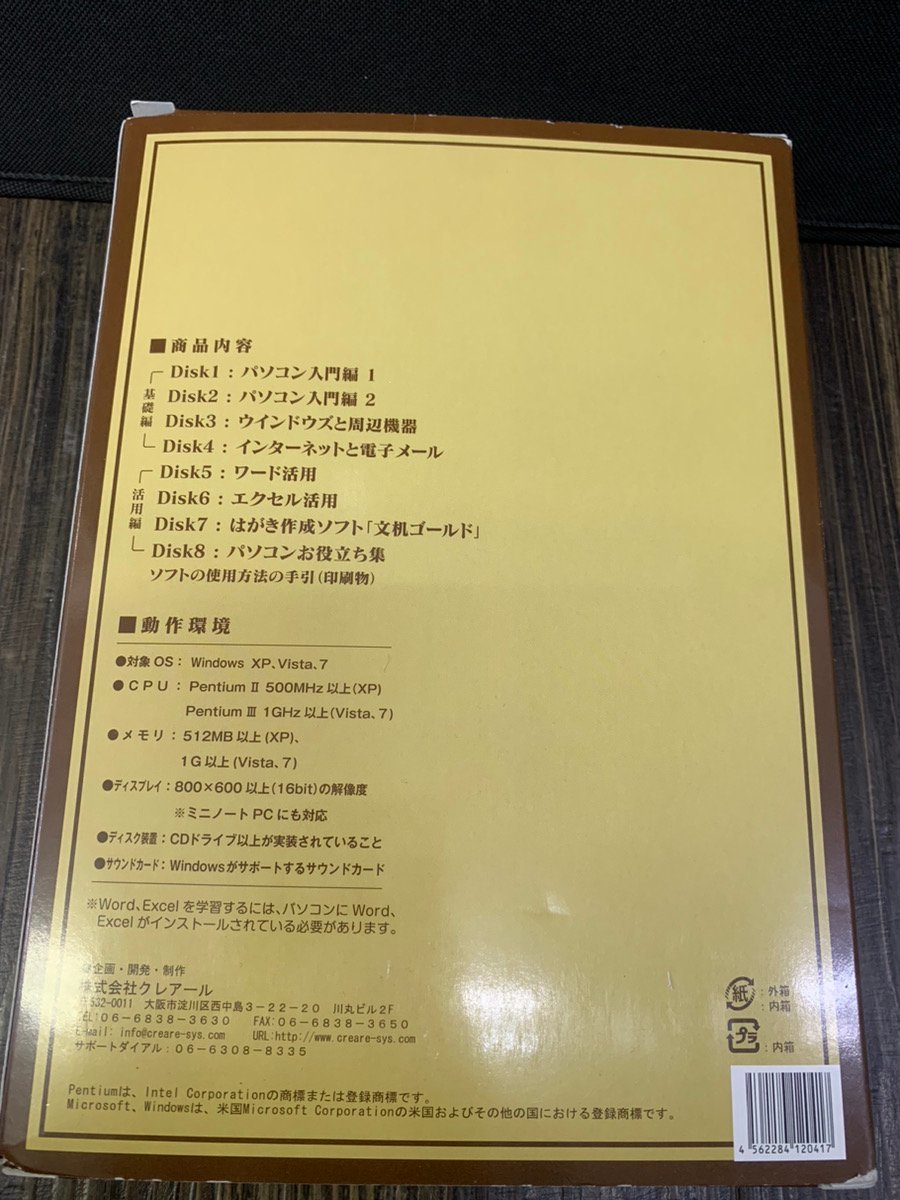 ■商品内容
Disk1：パソコン入門編 1
Disk2：パソコン入門編 2
基礎編
Disk3：ウインドウズと周辺機器
Disk4：インターネットと電子メール
Disk5：ワード活用
Disk6：エクセル活用
活用編
Disk7：はがき作成ソフト「文机ゴールド」
Disk8：パソコンお役立ち集
ソフトの使用方法の手引（印刷物）
■動作環境
●対象OS： Windows XP、Vista、7
●CPU：Pentium Ⅱ 500MHz以上（XP）
Pentium Ⅲ 1GHz以上（Vista、7）
●メモリ：512MB以上（XP）、
1G以上（Vista、7）
●ディスプレイ：800×600以上（16bit）の解像度
※ミニノートPCにも対応
●ディスク装置：CDドライブ以上が実装されていること
●サウンドカード：Windowsがサポートするサウンドカード
※Word、Excelを学習するには、パソコンにWord、
Excelがインストールされている必要があります。
●企画・開発・制作
株式会社クレアール
〒532-0011 大阪市淀川区西中島３－２２－２０ 川丸ビル２F
TEL:０６－６８３８－３６３０ FAX:０６－６８３８－３６５０
E-mail: info@creare-sys.com URL:http://www.creare-sys.com
サポートダイアル：０６－６３０８－８３３５
紙：外箱
：内箱
プラ：内箱
Pentiumは、Intel Corporationの商標または登録商標です。
Microsoft、Windowsは、米国Microsoft Corporationの米国およびその他の国における登録商標です。
4 562284 120417